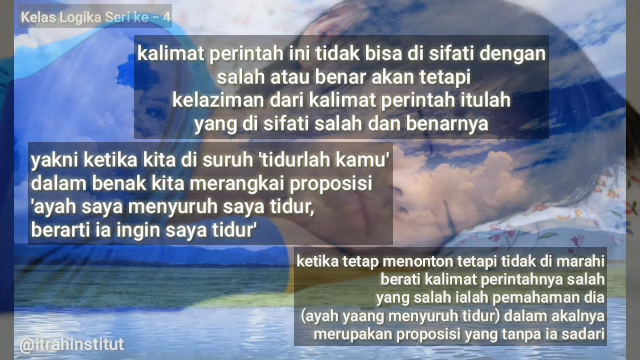 Kelas Logika Seri ke - 4
kalimat perintah ini tidak bisa di sifati dengan
salah atau benar akan tetapi
kelaziman dari kalimat perintah itulah
yang di sifati salah dan benarnya
yakni ketika kita di suruh 'tidurlah kamu'
dalam benak kita merangkai proposisi
'ayah saya menyuruh saya tidur,
berarti ia ingin saya tidur'
ketika tetap menonton tetapi tidak di marahi
berati kalimat perintahnya salah
yang salah ialah pemahaman dia
(ayah yaang menyuruh tidur) dalam akalnya
merupakan proposisi yang tanpa ia sadari
@itrahinstitut